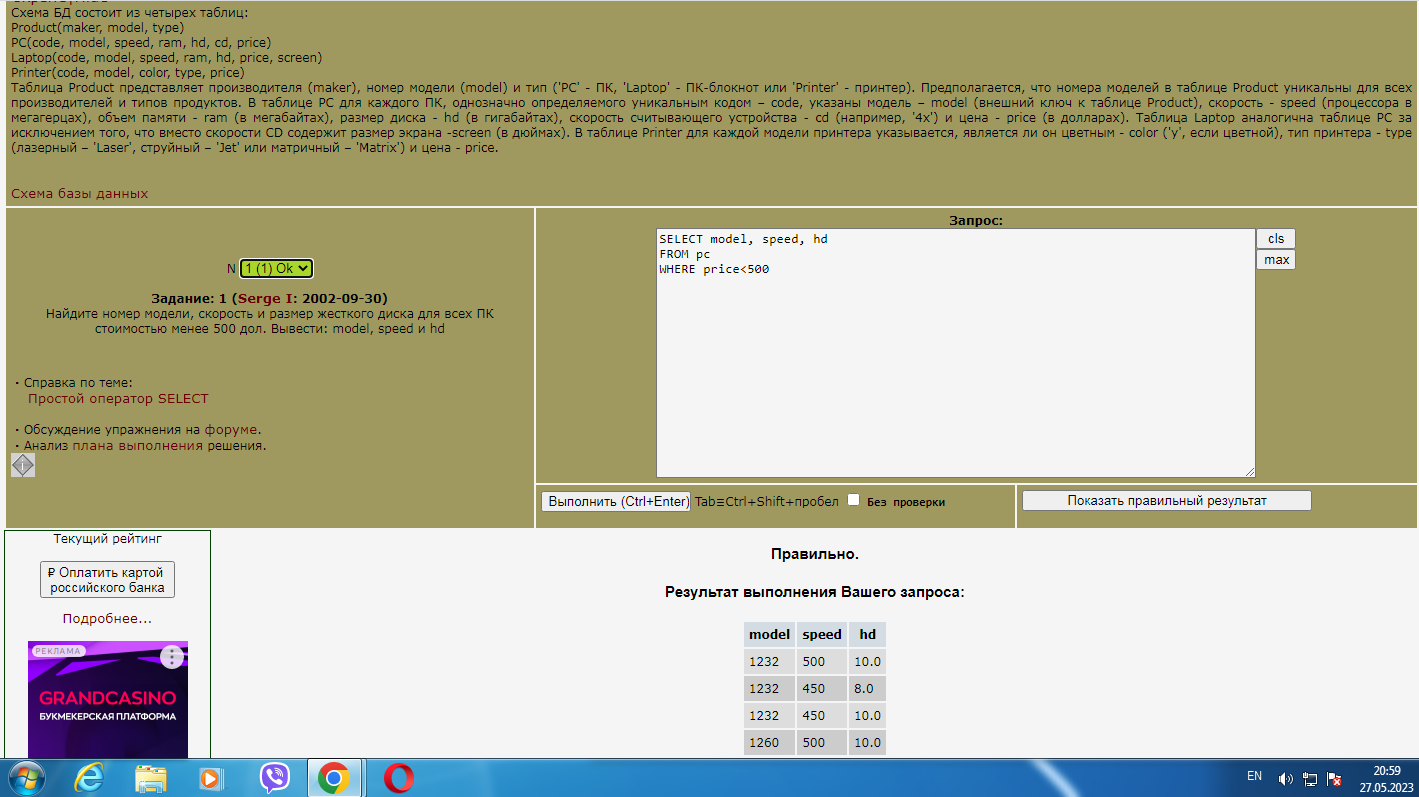 Схема БД состоит из четырех таблиц:
Product(maker, model, type)
PC(code, model, speed, ram, hd, cd, price)
Laptop(code, model, speed, ram, hd, price, screen)
Printer(code, model, color, type, price)
Таблица Product представляет производителя (maker), номер модели (model) и тип ('PC' - ПК, 'Laptop' - ПК-блокнот или 'Printer' - принтер). Предполагается, что номера моделей в таблице Product уникальны для всех
производителей и типов продуктов. В таблице PC для каждого ПК, однозначно определяемого уникальным кодом – code, указаны модель – model (внешний ключ к таблице Product), скорость - speed (процессора в
мегагерцах), объем памяти - ram (в мегабайтах), размер диска - hd (в гигабайтах), скорость считывающего устройства - cd (например, '4x') и цена - price (в долларах). Таблица Laptop аналогична таблице PC за
исключением того, что вместо скорости CD содержит размер экрана -screen (в дюймах). В таблице Printer для каждой модели принтера указывается, является ли он цветным - color ('y', если цветной), тип принтера - type
(лазерный – 'Laser', струйный – 'Jet' или матричный – 'Matrix') и цена - price.
Схема базы данных
N 1 (1) Ok
Задание: 1 (Serge I: 2002-09-30)
Найдите номер модели, скорость и размер жесткого диска для всех ПК
стоимостью менее 500 дол. Вывести: model, speed и hd
• Справка по теме:
Простой оператор SELECT
• Обсуждение упражнения на форуме.
• Анализ плана выполнения решения.
Запрос:
SELECT model, speed, hd
FROM pc
WHERE price<500
cls
max
Выполнить (Ctrl+Enter) Tab≡Ctrl+Shift+пробел Без проверки
Показать правильный результат
Текущий рейтинг
₽ Оплатить картой
российского банка
Подробнее...
РЕКЛАМА
GRANDCASINO
БУКМЕКЕРСКАЯ ПЛАТФОРМА
Правильно.
Результат выполнения Вашего запроса:
model speed hd
1232 500 10.0
1232 450 8.0
1232 450 10.0
1260 500 10.0
EN
20:59
27.05.2023